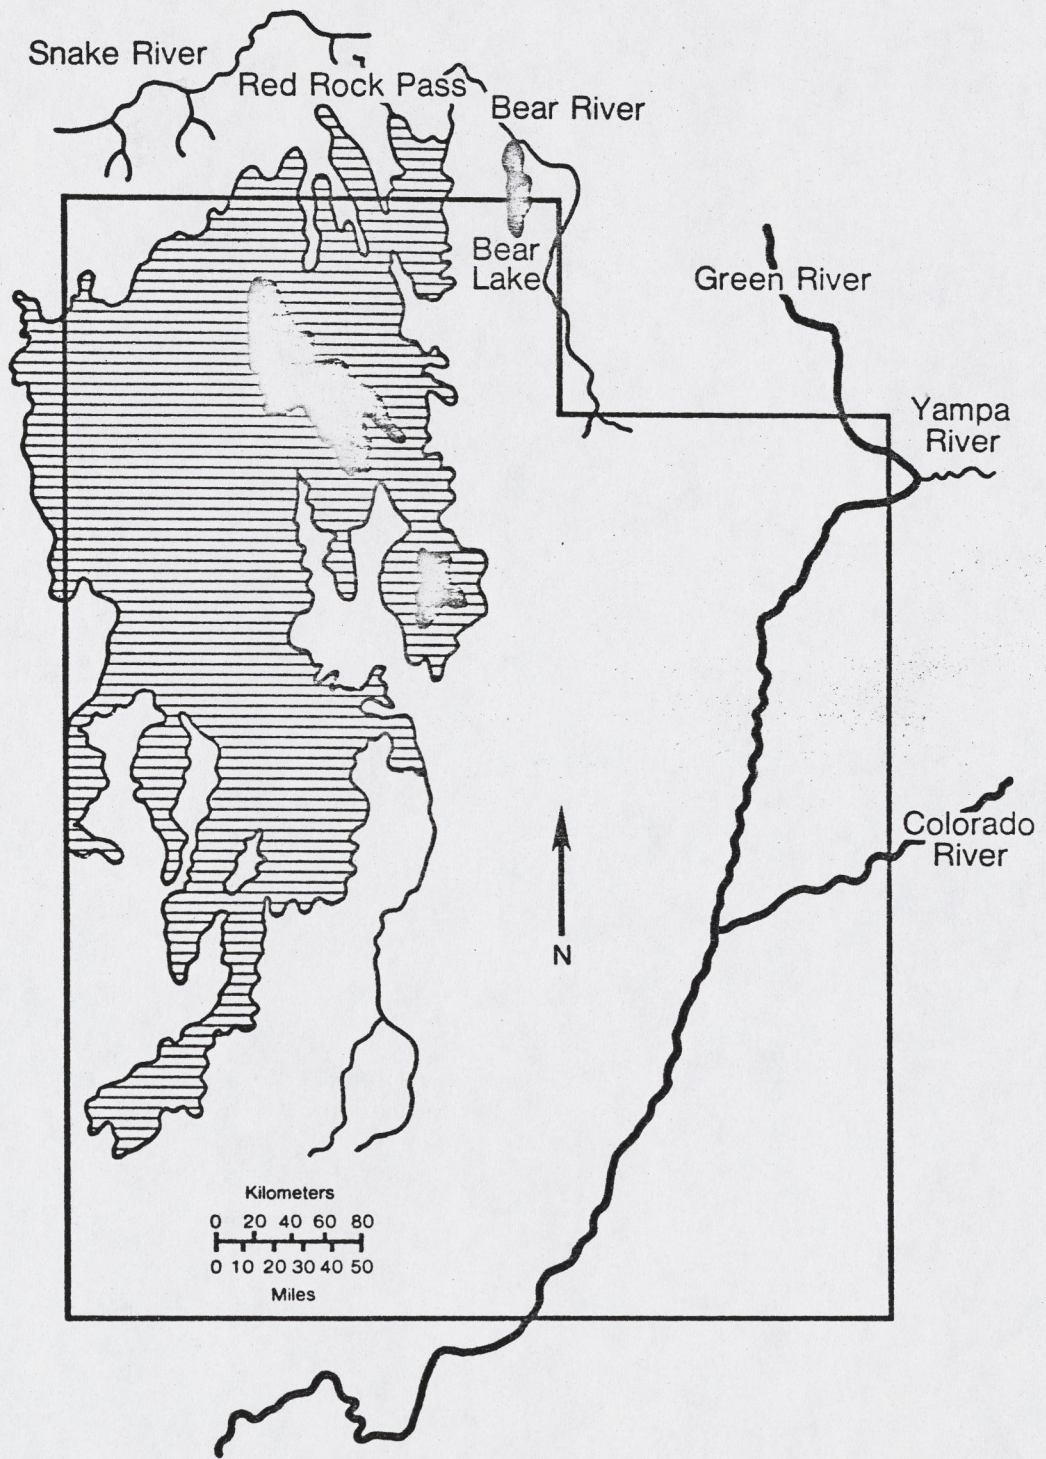 Snake River
Red Rock Pass
Bear River
Bear
Lake
Green River
Yampa
River
Colorado
River
N
Kilometers
0 20 40 60 80
0 10 20 30 40 50
Miles